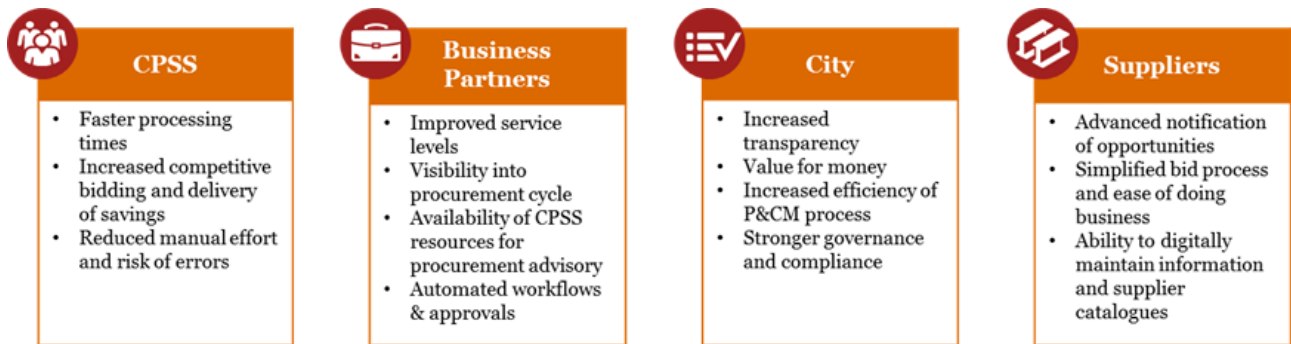 CPSS
• Faster processing
times
• Increased competitive
bidding and delivery
of savings
• Reduced manual effort
and risk of errors
Business
Partners
• Improved service
levels
• Visibility into
procurement cycle
• Availability of CPSS
resources for
procurement advisory
• Automated workflows
& approvals
City
• Increased
transparency
• Value for money
• Increased efficiency of
P&CM process
• Stronger governance
and compliance
Suppliers
• Advanced notification
of opportunities
• Simplified bid process
and ease of doing
business
• Ability to digitally
maintain information
and supplier
catalogues